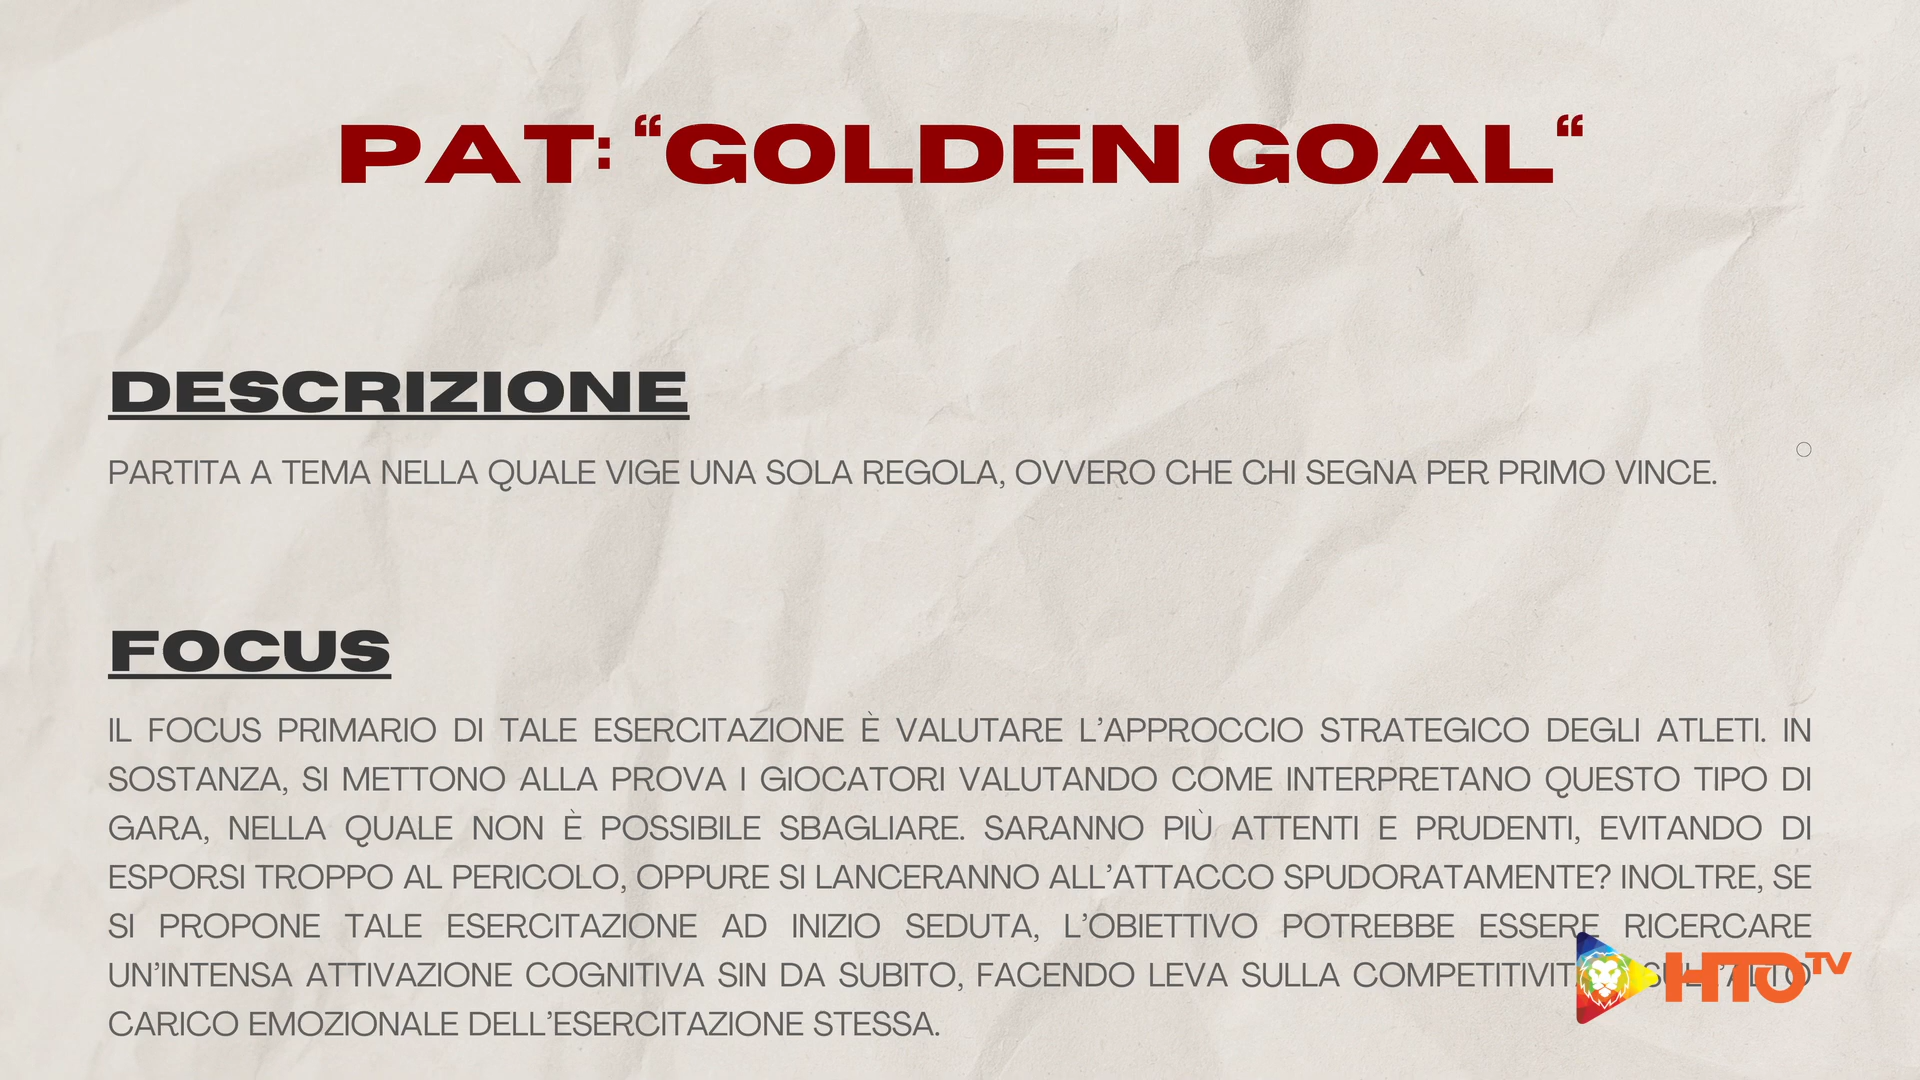 PAT: “GOLDEN GOAL“
DESCRIZIONE
PARTITA A TEMA NELLA QUALE VIGE UNA SOLA REGOLA, OVVERO CHE CHI SEGNA PER PRIMO VINCE.
FOCUS
IL FOCUS PRIMARIO DI TALE ESERCITAZIONE È VALUTARE L’APPROCCIO STRATEGICO DEGLI ATLETI. IN
SOSTANZA, SI METTONO ALLA PROVA I GIOCATORI VALUTANDO COME INTERPRETANO QUESTO TIPO DI
GARA, NELLA QUALE NON È POSSIBILE SBAGLIARE. SARANNO PIÙ ATTENTI E PRUDENTI, EVITANDO DI
ESPORSI TROPPO AL PERICOLO, OPPURE SI LANCERANNO ALL’ATTACCO SPUDORATAMENTE? INOLTRE, SE
SI PROPONE TALE ESERCITAZIONE AD INIZIO SEDUTA, L’OBIETTIVO POTREBBE ESSERE RICERCARE
UN’INTENSA ATTIVAZIONE COGNITIVA SIN DA SUBITO, FACENDO LEVA SULLA
CARICO EMOZIONALE DELL’ESERCITAZIONE STESSA.
HTO TV